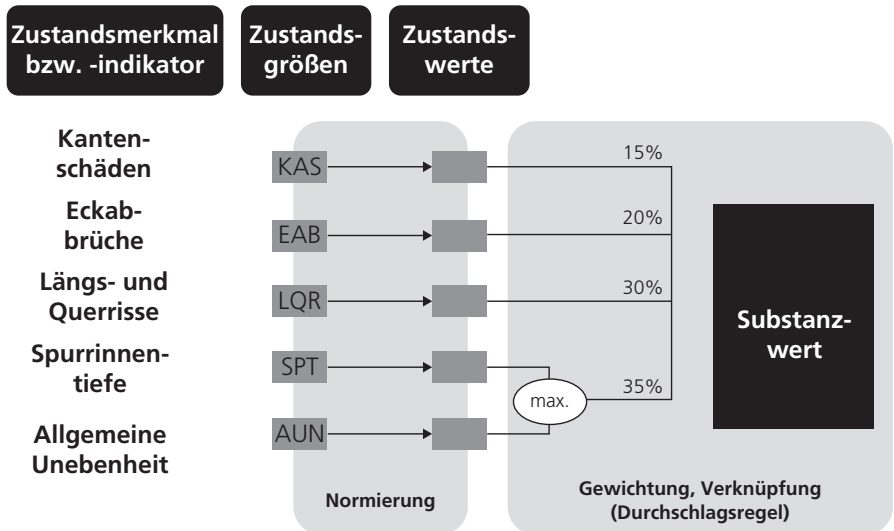 Zustandsmerkmal
bzw. -indikator
Zustands-
größen
Zustands-
werte
Kanten-
schäden
KAS
15%
Eckab-
brüche
EAB
20%
Längs- und
Querrisse
LQR
30%
Substanz-
wert
Spurrinnen-
tiefe
SPT
max.
35%
Allgemeine
Unebenheit
AUN
Normierung
Gewichtung, Verknüpfung
(Durchschlagsregel)